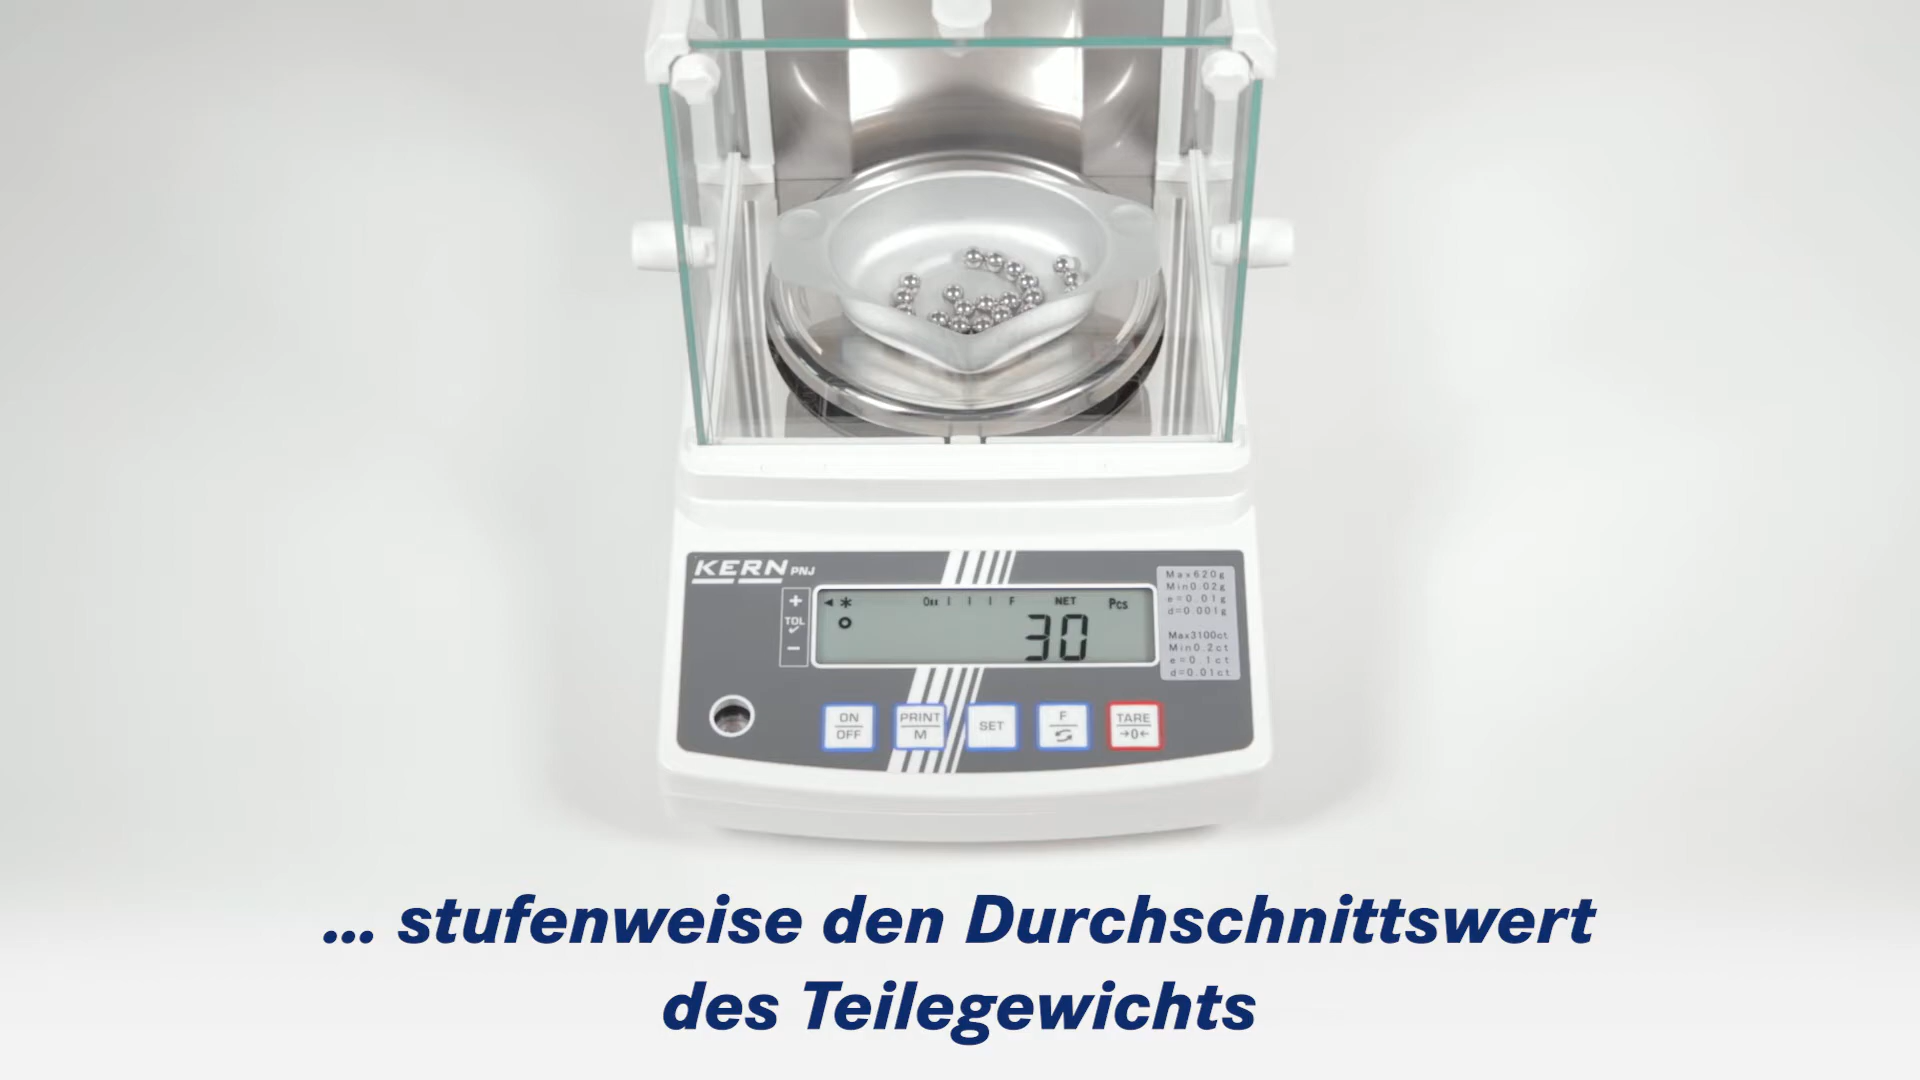 KERN PNJ
+
TOL
−
NET
Pcs
F
30
Max620g
Min0.02g
e=0.01g
d=0.001g
Max3100ct
Min0.2ct
e=0.1ct
d=0.01ct
ON
OFF
PRINT
M
SET
F
TARE
→0←
... stufenweise den Durchschnittswert
des Teilegewichts